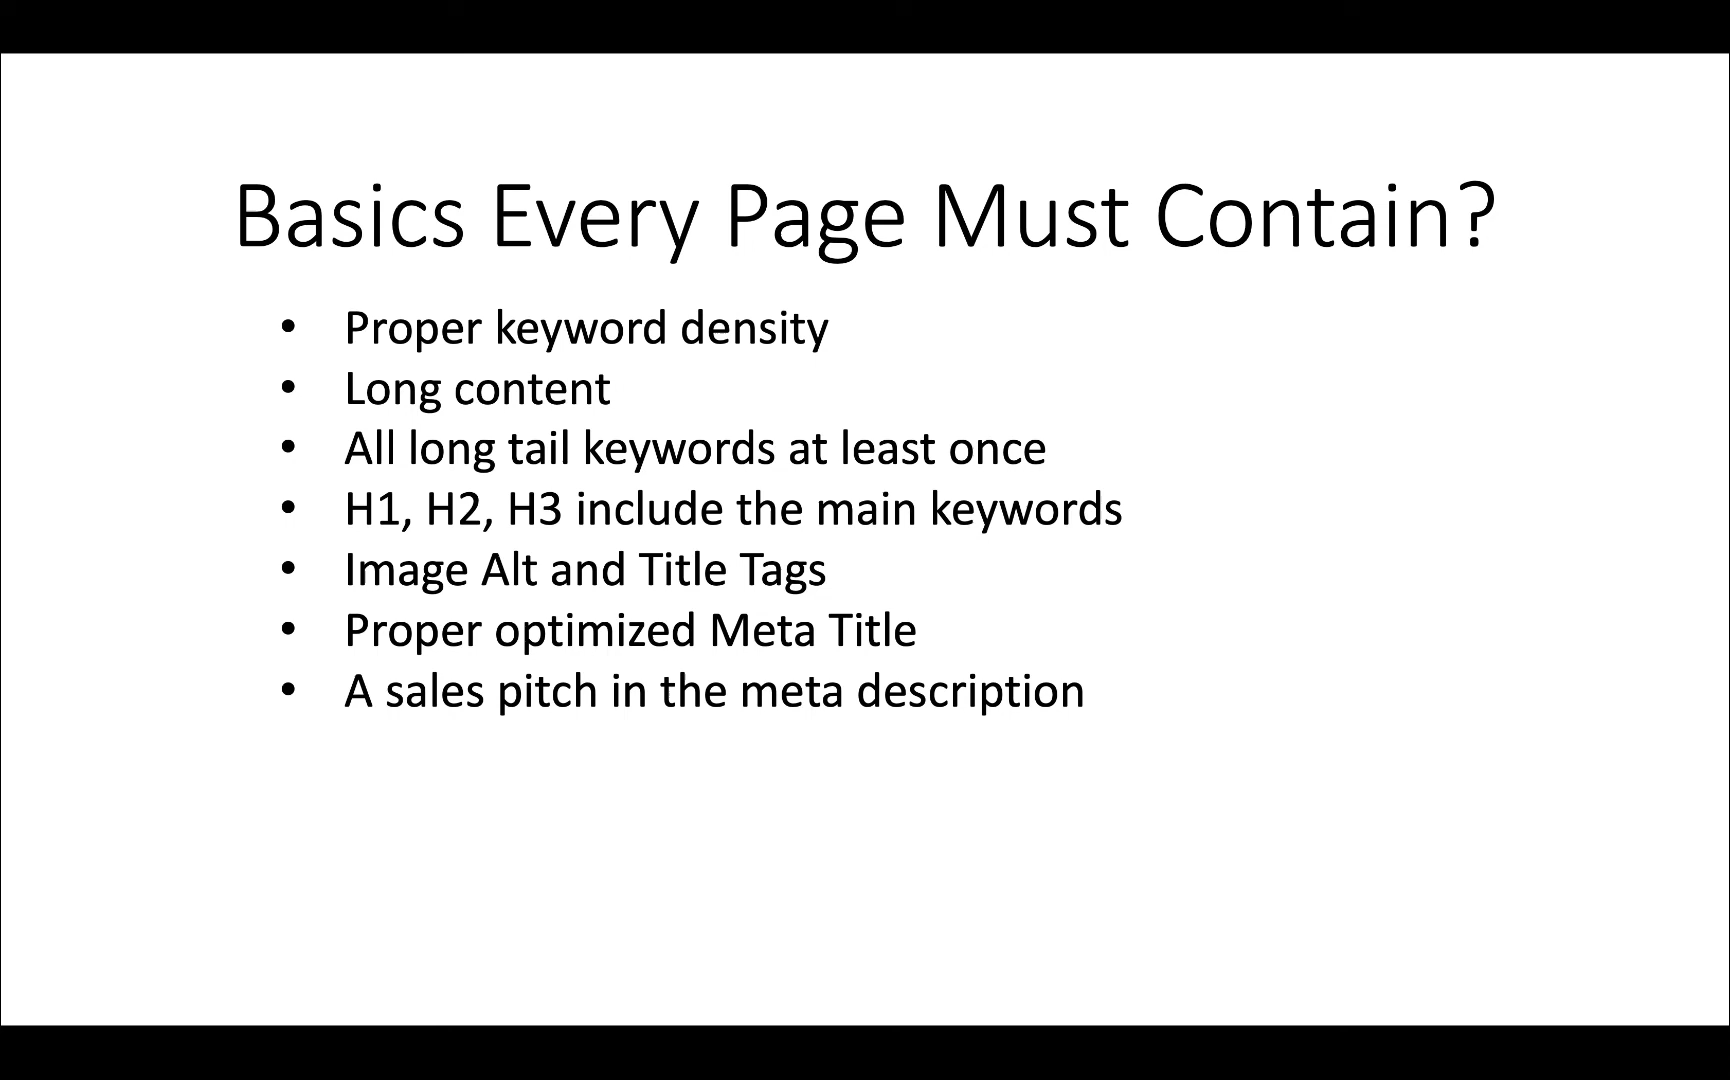 Basics Every Page Must Contain?
• Proper keyword density
• Long content
• All long tail keywords at least once
• H1, H2, H3 include the main keywords
• Image Alt and Title Tags
• Proper optimized Meta Title
• A sales pitch in the meta description